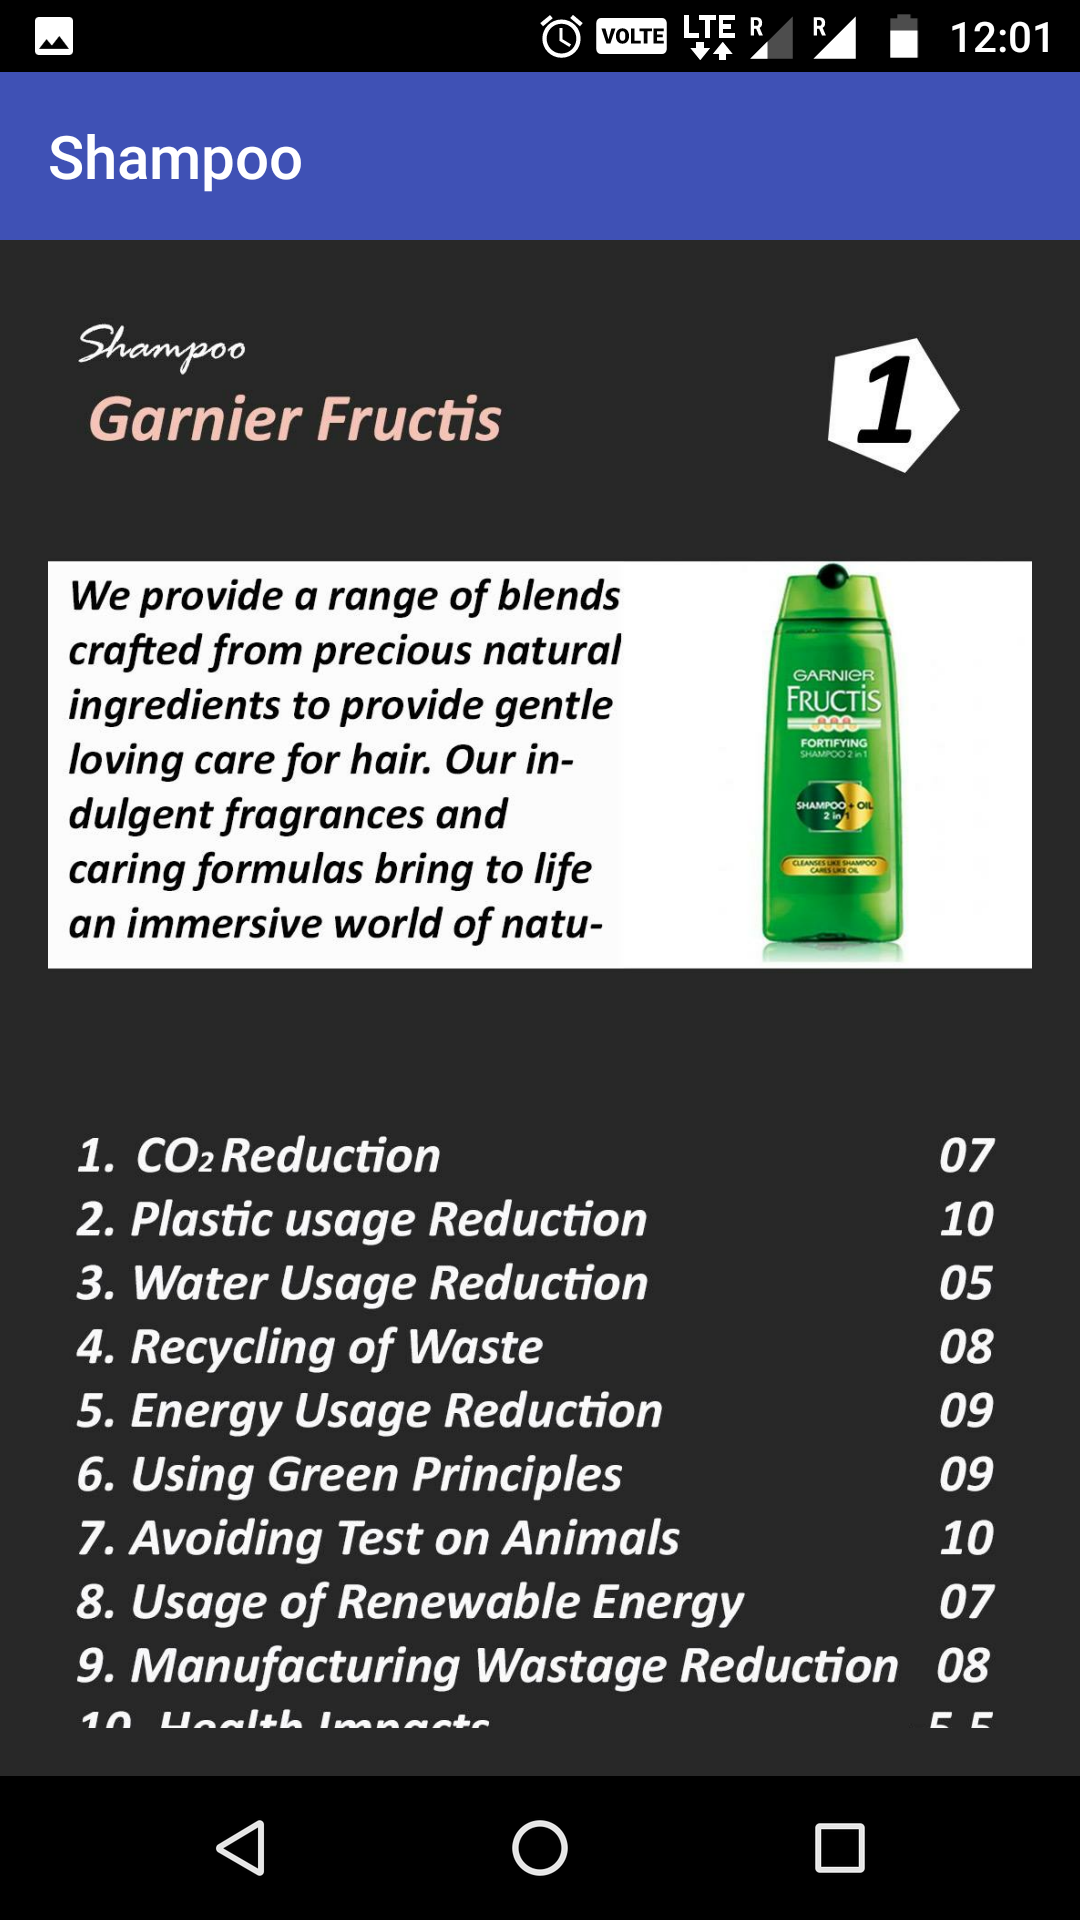 VOLTE LTE R R 12:01
Shampoo
Shampoo
Garnier Fructis
1
We provide a range of blends
crafted from precious natural
ingredients to provide gentle
loving care for hair. Our in-
dulgent fragrances and
caring formulas bring to life
an immersive world of natu-
GARNIER
FRUCTIS
FORTIFYING
SHAMPOO 2 in 1
SHAMPOO + OIL
2 in 1
CLEANSES LIKE SHAMPOO
CARES LIKE OIL
1. CO₂ Reduction 07
2. Plastic usage Reduction 10
3. Water Usage Reduction 05
4. Recycling of Waste 08
5. Energy Usage Reduction 09
6. Using Green Principles 09
7. Avoiding Test on Animals 10
8. Usage of Renewable Energy 07
9. Manufacturing Wastage Reduction 08
10. Health Impacts 5.5